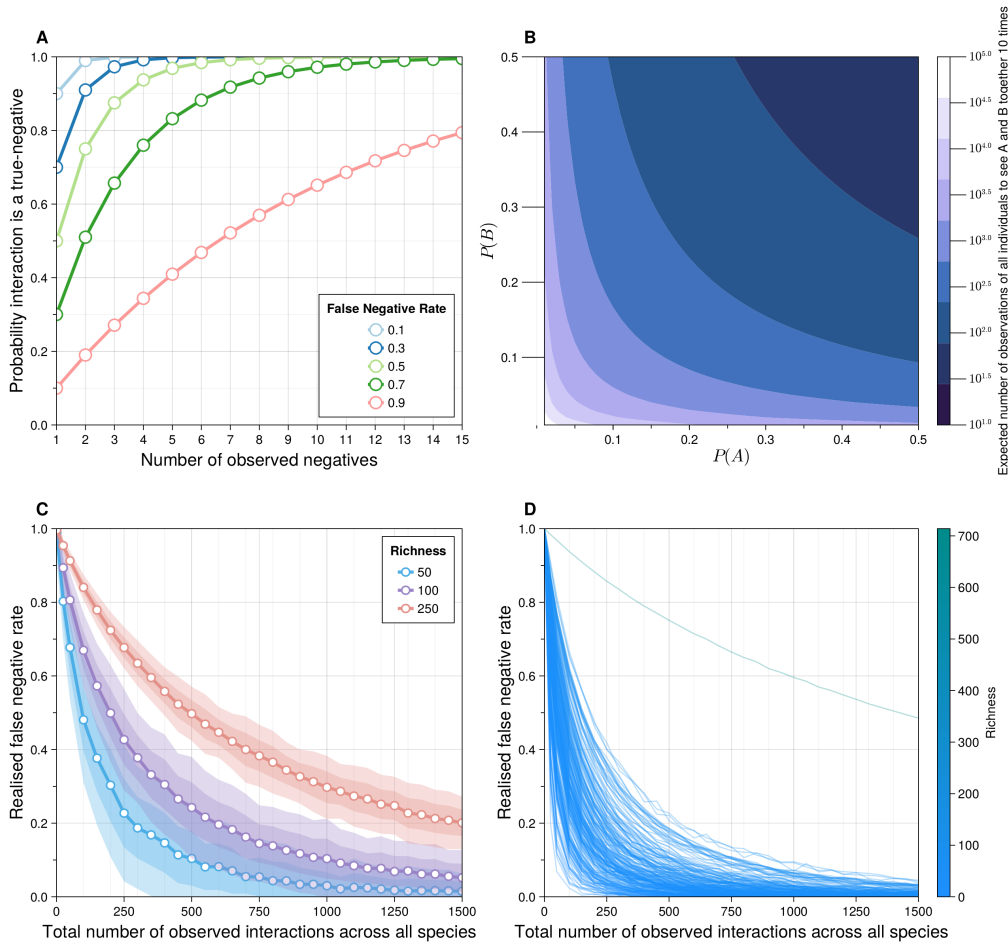 A
Probability interaction is a true-negative
1.0
0.8
0.6
0.4
0.2
0.0
False Negative Rate
0.1
0.3
0.5
0.7
0.9
1 2 3 4 5 6 7 8 9 10 11 12 13 14 15
Number of observed negatives
B
P(B)
0.5
0.4
0.3
0.2
0.1
0.1 0.2 0.3 0.4 0.5
P(A)
10^5.0
10^4.5
10^4.0
10^3.5
10^3.0
10^2.5
10^2.0
10^1.5
10^1.0
Expected number of observations of all individuals to see A and B together 10 times
C
Realised false negative rate
1.0
0.8
0.6
0.4
0.2
0.0
Richness
50
100
250
0 250 500 750 1000 1250 1500
Total number of observed interactions across all species
D
Realised false negative rate
1.0
0.8
0.6
0.4
0.2
0.0
0 250 500 750 1000 1250 1500
Total number of observed interactions across all species
700
600
500
400
300
200
100
0
Richness